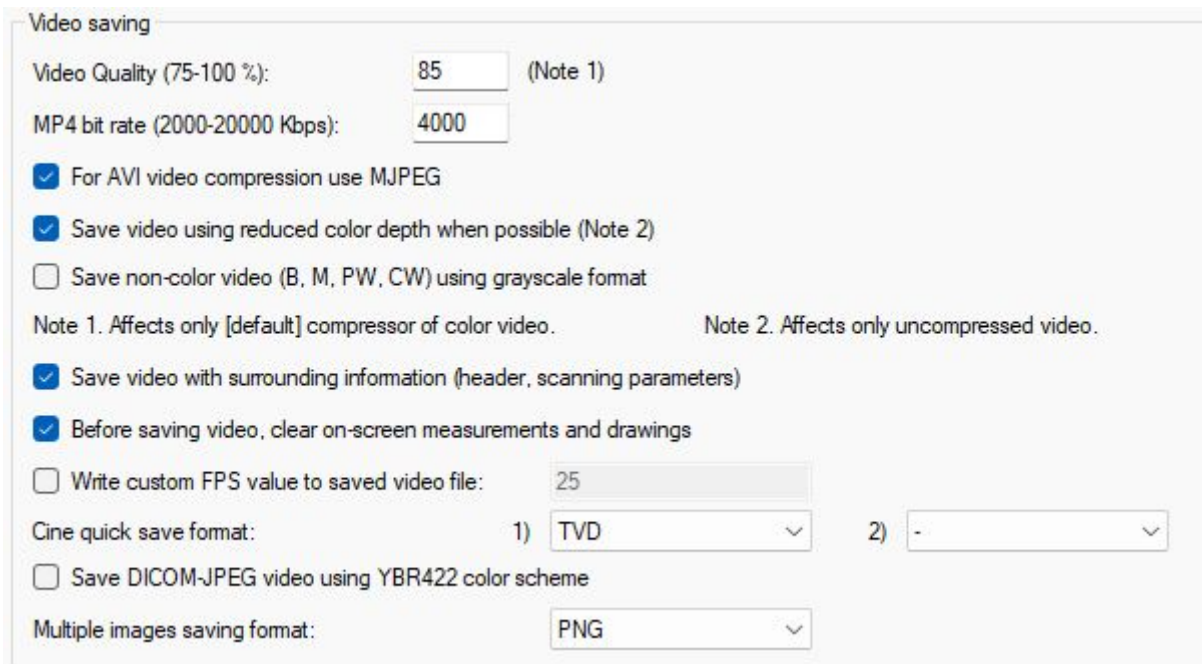 Video saving
Video Quality (75-100 %): 85 (Note 1)
MP4 bit rate (2000-20000 Kbps): 4000
For AVI video compression use MJPEG
Save video using reduced color depth when possible (Note 2)
Save non-color video (B, M, PW, CW) using grayscale format
Note 1. Affects only [default] compressor of color video. Note 2. Affects only uncompressed video.
Save video with surrounding information (header, scanning parameters)
Before saving video, clear on-screen measurements and drawings
Write custom FPS value to saved video file: 25
Cine quick save format: 1) TVD 2) -
Save DICOM-JPEG video using YBR422 color scheme
Multiple images saving format: PNG